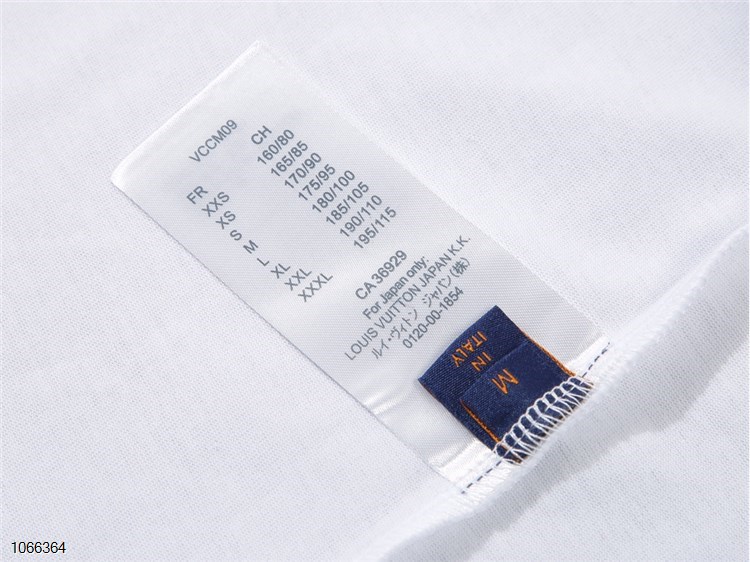 VCCM09
FR CH
XXS 160/80
XS 165/85
S 170/90
M 175/95
L 180/100
XL 185/105
XXL 190/110
XXXL 195/115
CA 36929
For Japan only:
LOUIS VUITTON JAPAN K.K.
ルイ・ヴィトン ジャパン(株)
0120-00-1854
IN
ITALY
M
1066364